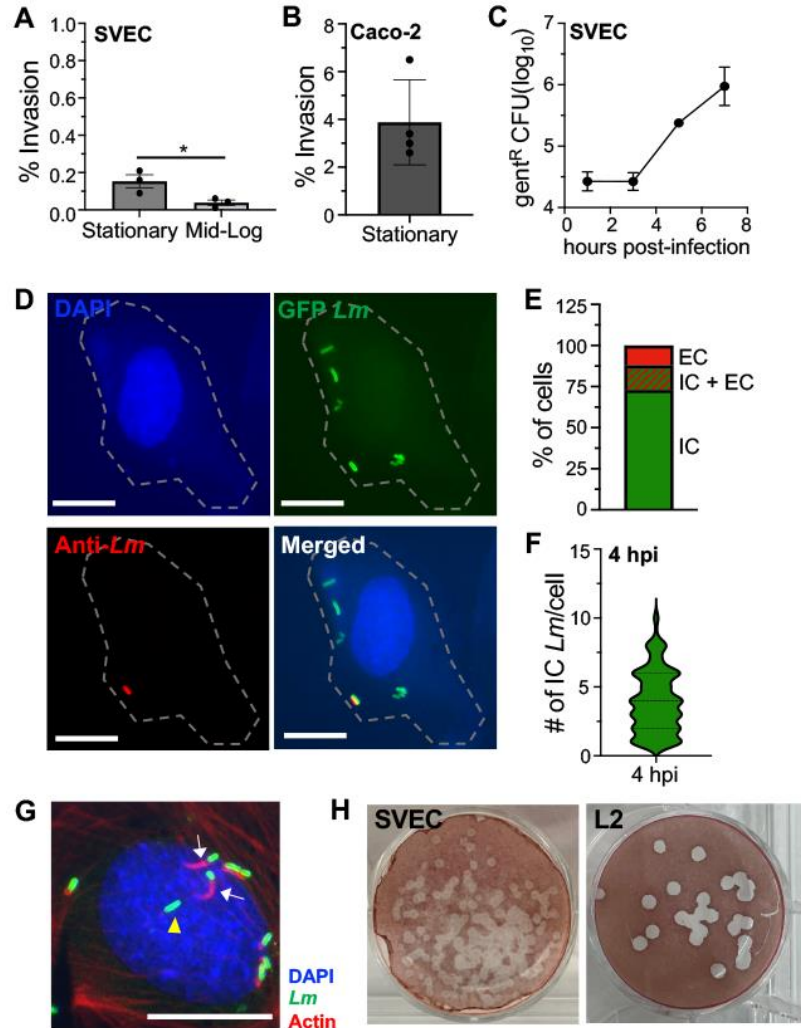 A
SVEC
% Invasion
1.0
0.8
0.6
0.4
0.2
0.0
*
Stationary
Mid-Log
B
Caco-2
% Invasion
8
6
4
2
0
Stationary
C
SVEC
gent^R CFU(log₁₀)
7
6
5
4
0 2 4 6 8
hours post-infection
D
DAPI
GFP Lm
Anti-Lm
Merged
E
% of cells
125
100
75
50
25
0
EC
IC + EC
IC
F
4 hpi
# of IC Lm/cell
15
10
5
0
4 hpi
G
DAPI
Lm
Actin
H
SVEC
L2